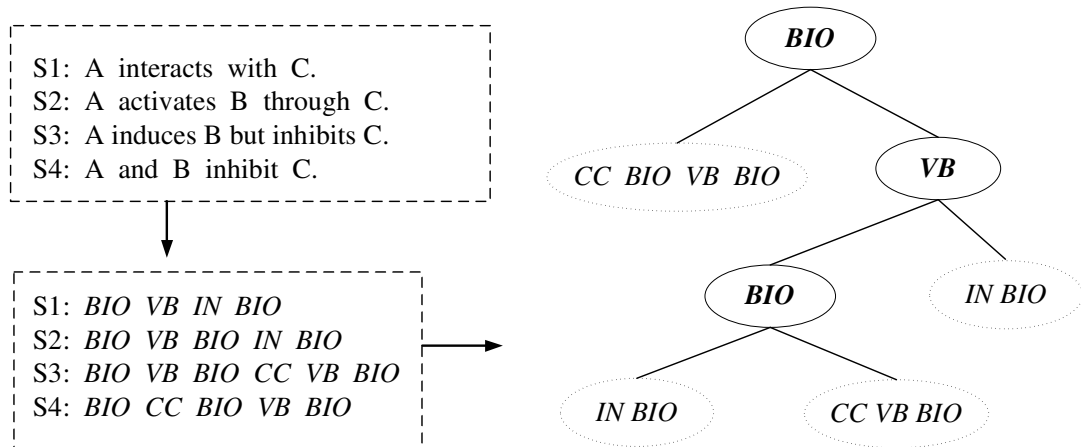 S1: A interacts with C.
S2: A activates B through C.
S3: A induces B but inhibits C.
S4: A and B inhibit C.
S1: BIO VB IN BIO
S2: BIO VB BIO IN BIO
S3: BIO VB BIO CC VB BIO
S4: BIO CC BIO VB BIO
BIO
CC BIO VB BIO
VB
BIO
IN BIO
IN BIO
CC VB BIO